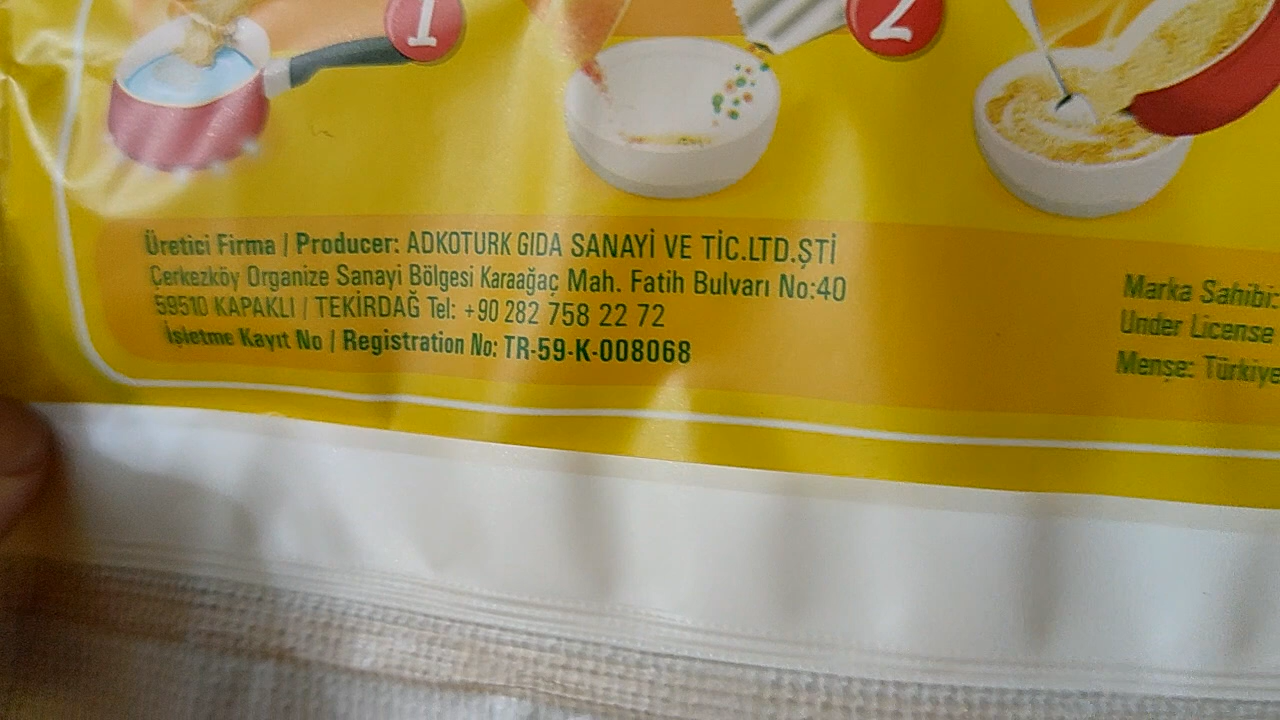 1
2
Üretici Firma / Producer: ADKOTURK GIDA SANAYİ VE TİC.LTD.ŞTİ
Çerkezköy Organize Sanayi Bölgesi Karaağaç Mah. Fatih Bulvarı No:40
59510 KAPAKLI / TEKİRDAĞ Tel: +90 282 758 22 72
İşletme Kayıt No / Registration No: TR-59-K-008068
Marka Sahibi:
Under License
Menşe: Türkiye